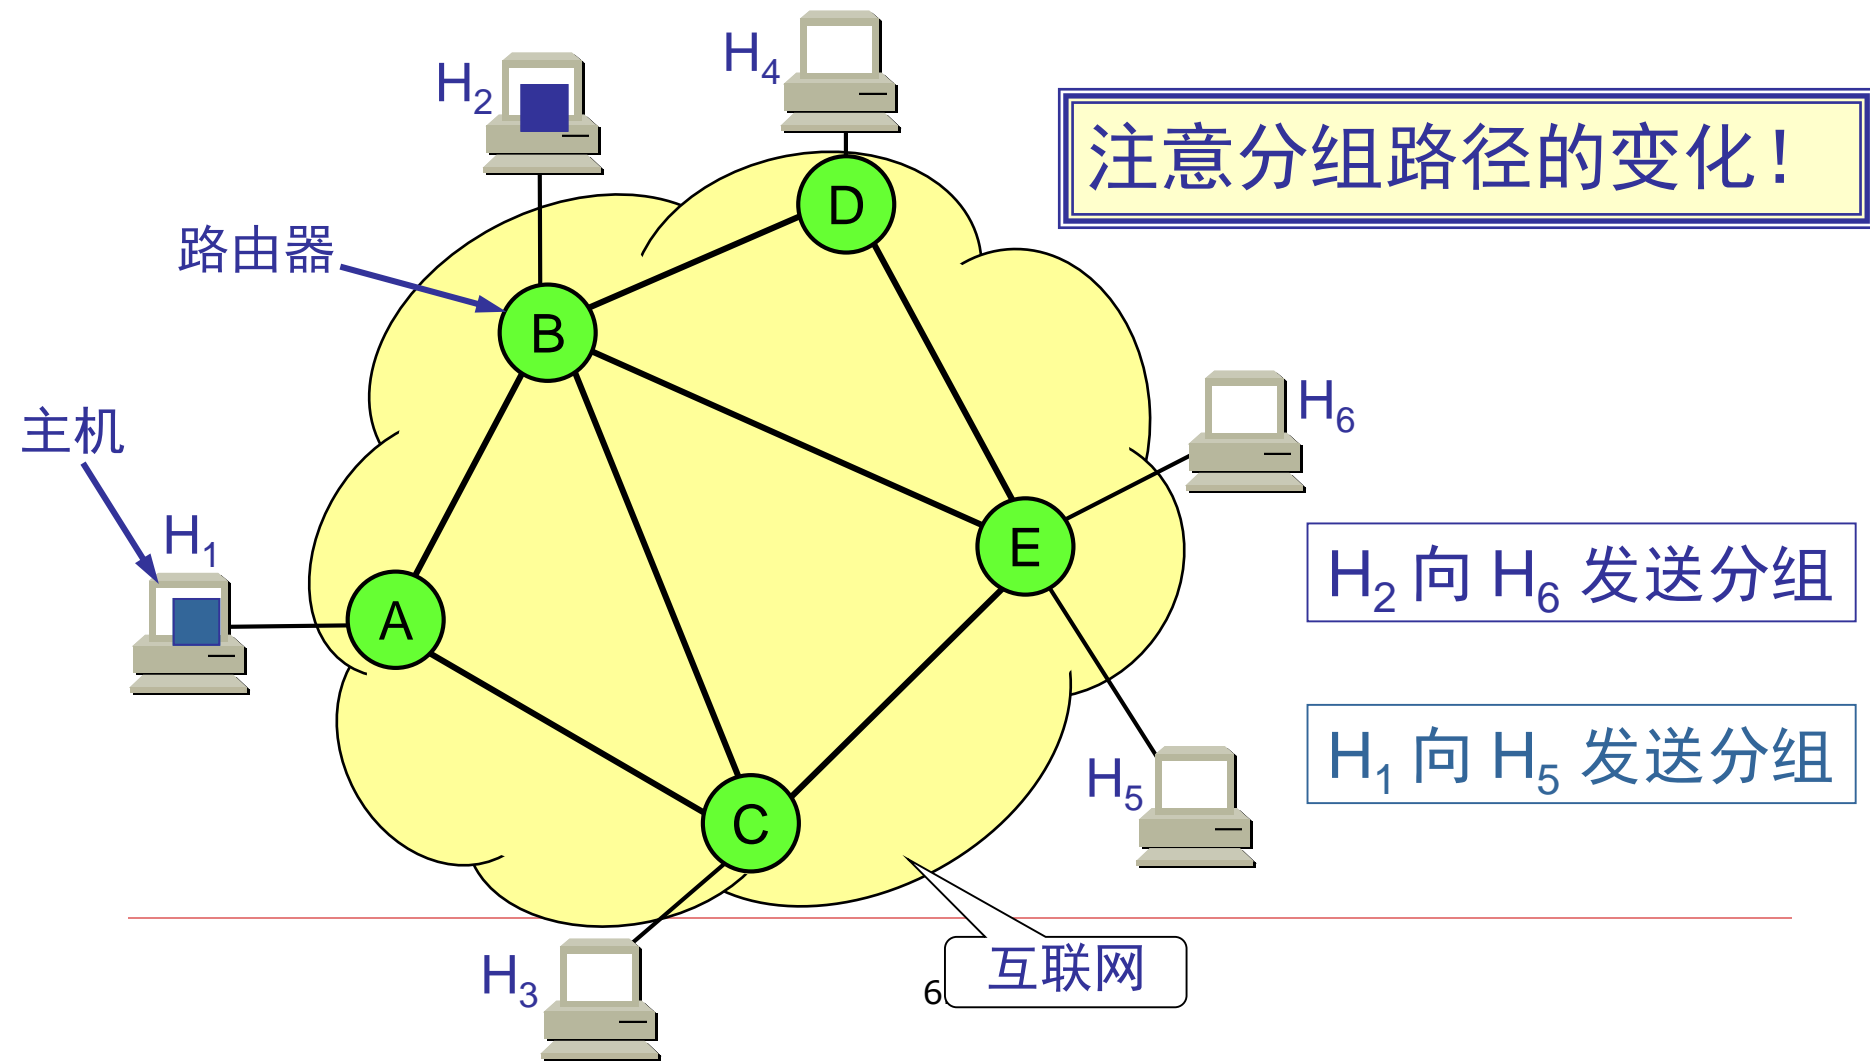 H4
H2
注意分组路径的变化！
D
路由器
B
H6
主机
H1
E
H2 向 H6 发送分组
A
H1 向 H5 发送分组
H5
C
互联网
H3
6